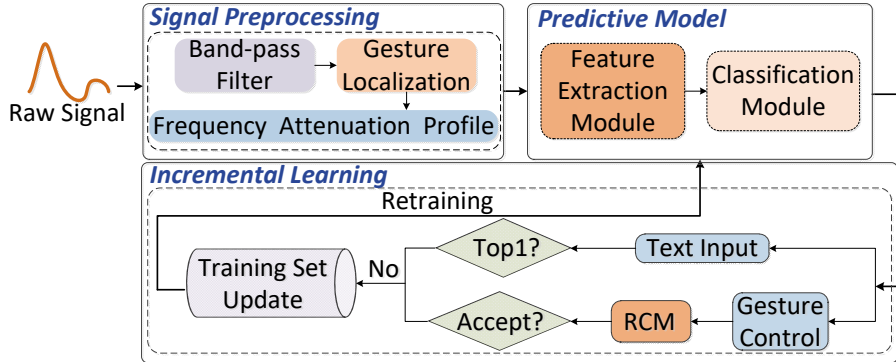 Signal Preprocessing
Band-pass
Filter
Gesture
Localization
Frequency Attenuation Profile
Raw Signal
Predictive Model
Feature
Extraction
Module
Classification
Module
Incremental Learning
Retraining
Training Set
Update
No
Top1?
Text Input
Accept?
RCM
Gesture
Control